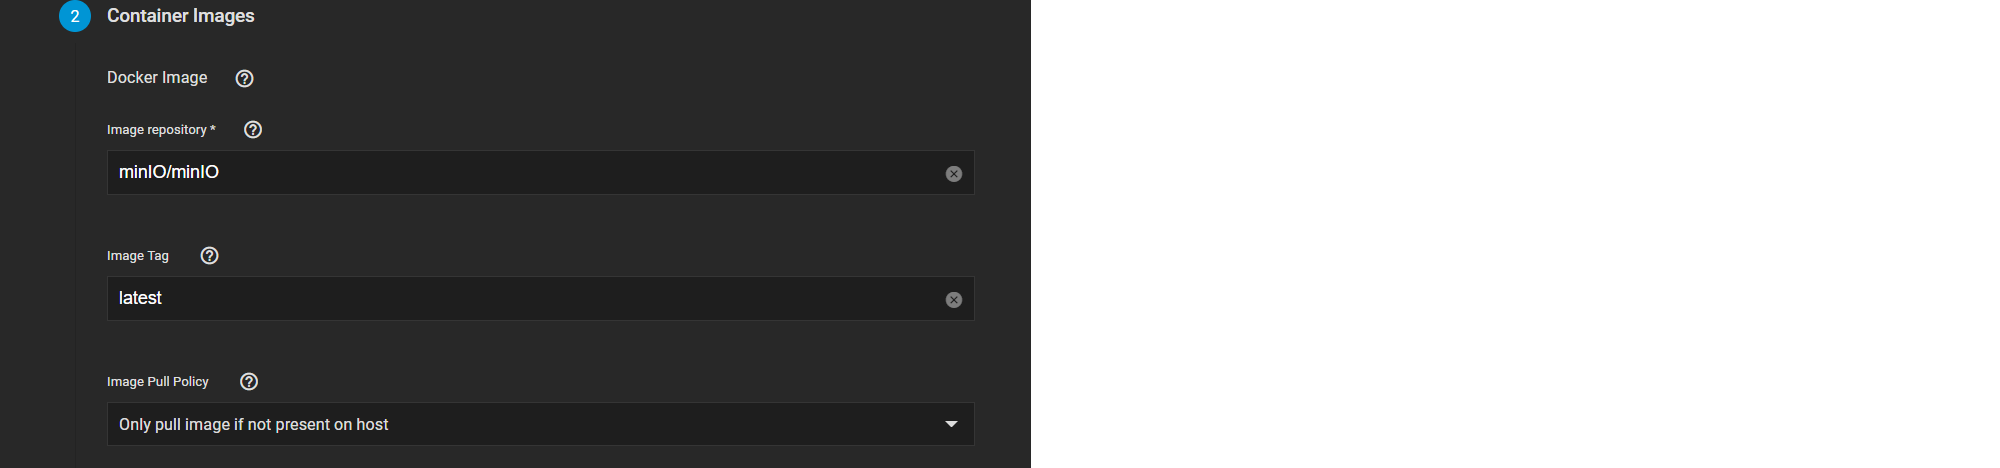 2 Container Images
Docker Image ?
Image repository * ?
minIO/minIO
Image Tag ?
latest
Image Pull Policy ?
Only pull image if not present on host